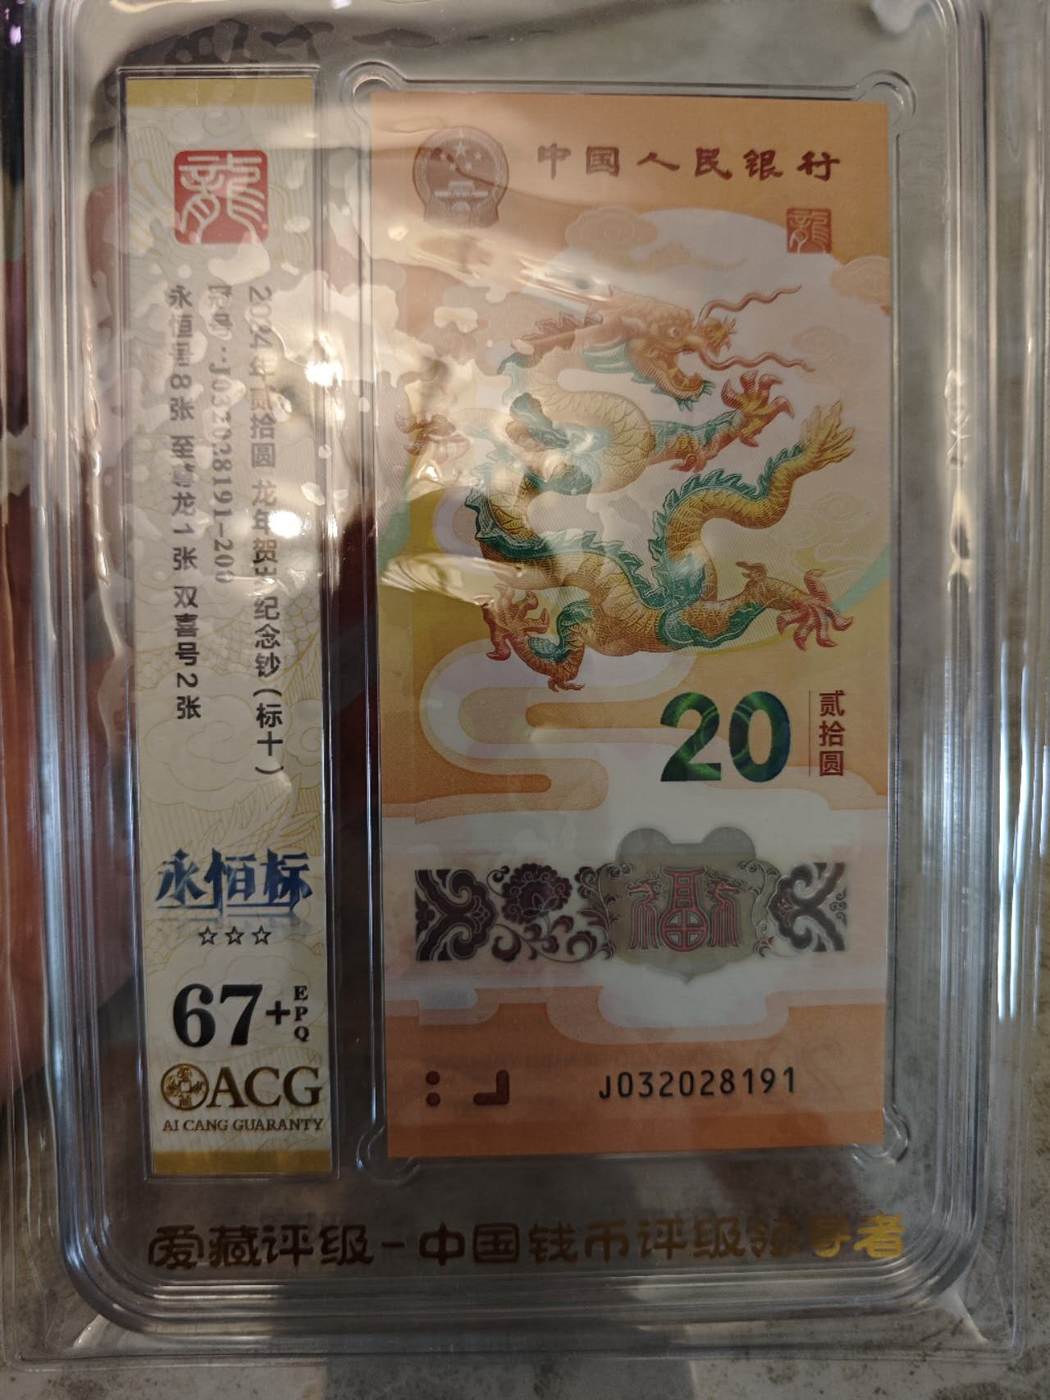 龍
2024年贰拾圆 龙年贺岁纪念钞(标十)
J032028191-200
永恒星8张 至尊龙1张 双喜号2张
永恒标
☆☆☆
67+EPQ
ACG
AI CANG GUARANTY
中国人民银行
龍
20
贰拾圆
J032028191
爱藏评级-中国钱币评级领导者